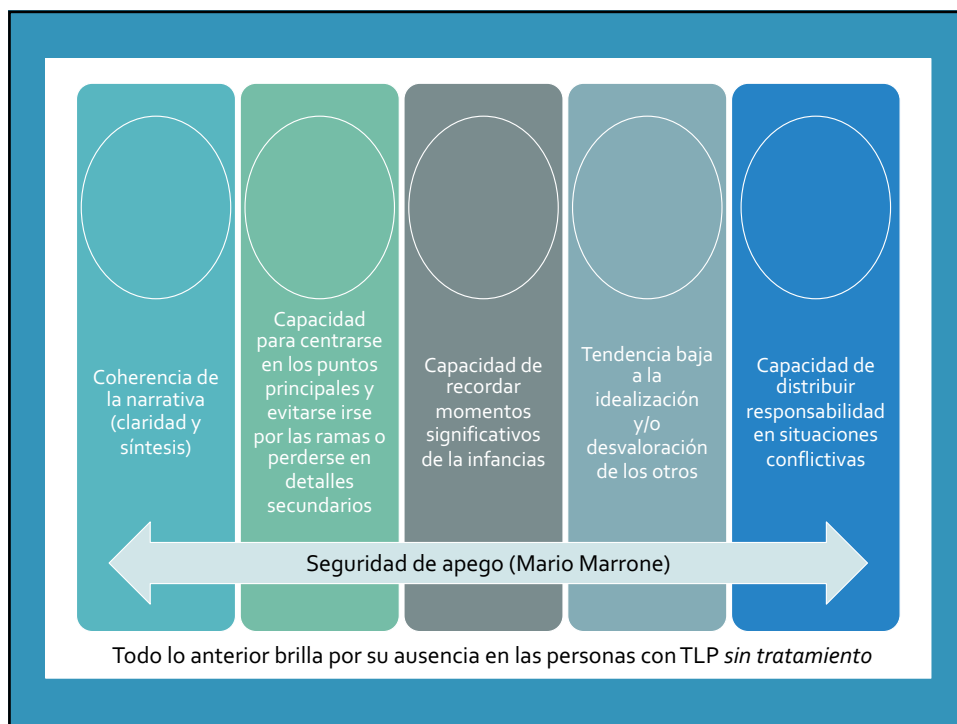 Coherencia de
la narrativa
(claridad y
síntesis)
Capacidad
para centrarse
en los puntos
principales y
evitarse irse
por las ramas o
perderse en
detalles
secundarios
Capacidad de
recordar
momentos
significativos
de la infancias
Tendencia baja
a la
idealización
y/o
desvaloración
de los otros
Capacidad de
distribuir
responsabilidad
en situaciones
conflictivas
Seguridad de apego (Mario Marrone)
Todo lo anterior brilla por su ausencia en las personas con TLP sin tratamiento